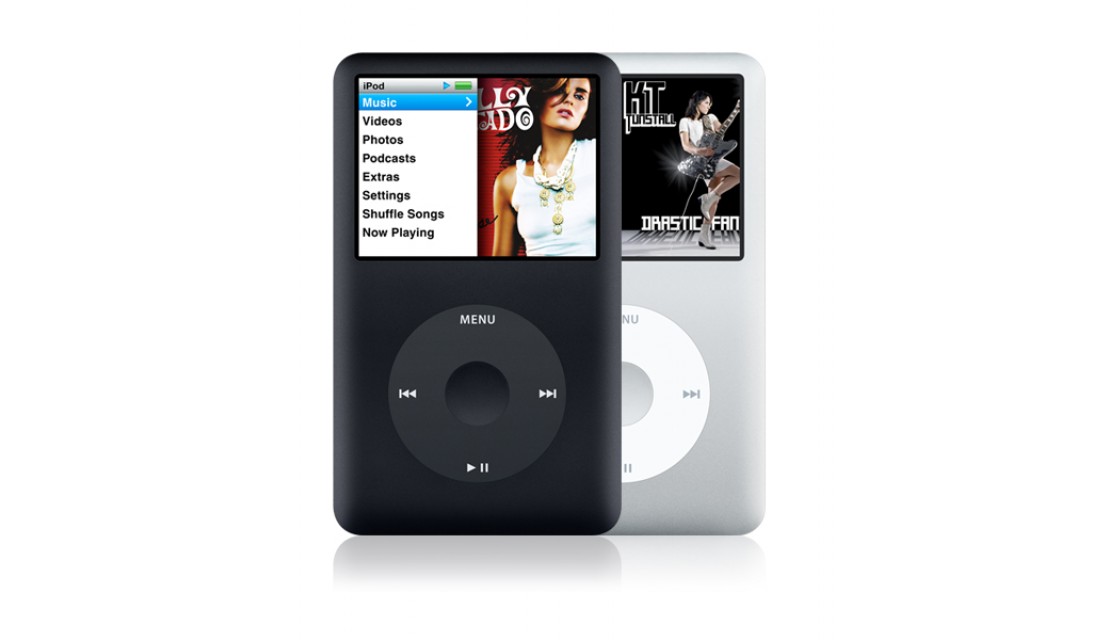 iPod
Music
Videos
Photos
Podcasts
Extras
Settings
Shuffle Songs
Now Playing
LLY
ADO
MENU
KT
TUNSTALL
DRASTIC FAN
NU